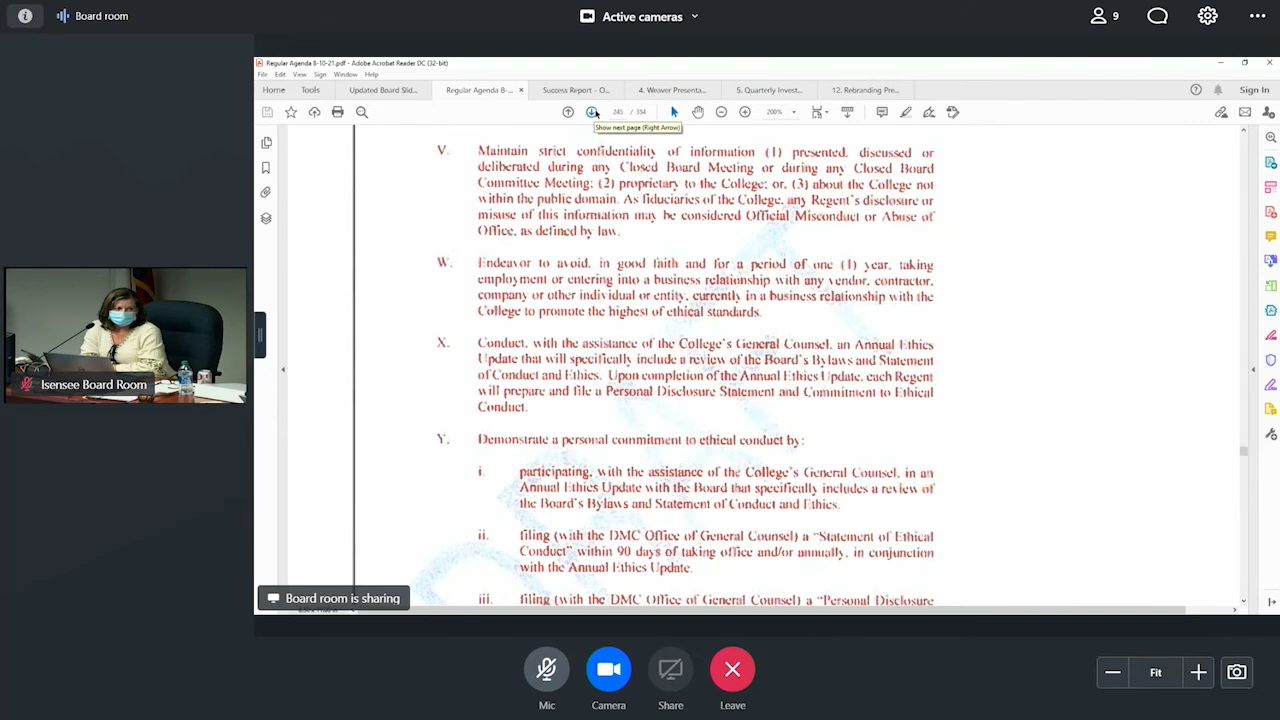 Board room
Active cameras
9
Regular Agenda 8-10-21.pdf - Adobe Acrobat Reader DC (32-bit)
File Edit View Sign Window Help
Home Tools Updated Board Slid... Regular Agenda 8-... × Success Report - O... 4. Weaver Presenta... 5. Quarterly Invest... 12. Rebranding Pre... Sign In
245 / 354 200%
Show next page (Right Arrow)
V. Maintain strict confidentiality of information (1) presented, discussed or
deliberated during any Closed Board Meeting or during any Closed Board
Committee Meeting; (2) proprietary to the College; or, (3) about the College not
within the public domain. As fiduciaries of the College, any Regent's disclosure or
misuse of this information may be considered Official Misconduct or Abuse of
Office, as defined by law.
W. Endeavor to avoid, in good faith and for a period of one (1) year, taking
employment or entering into a business relationship with any vendor, contractor,
company or other individual or entity, currently in a business relationship with the
College to promote the highest of ethical standards.
X. Conduct, with the assistance of the College's General Counsel, an Annual Ethics
Update that will specifically include a review of the Board's Bylaws and Statement
of Conduct and Ethics. Upon completion of the Annual Ethics Update, each Regent
will prepare and file a Personal Disclosure Statement and Commitment to Ethical
Conduct.
Y. Demonstrate a personal commitment to ethical conduct by:
i. participating, with the assistance of the College's General Counsel, in an
Annual Ethics Update with the Board that specifically includes a review of
the Board's Bylaws and Statement of Conduct and Ethics.
ii. filing (with the DMC Office of General Counsel) a "Statement of Ethical
Conduct" within 90 days of taking office and/or annually, in conjunction
with the Annual Ethics Update.
iii. filing (with the DMC Office of General Counsel) a "Personal Disclosure
Isensee Board Room
Board room is sharing
Mic Camera Share Leave
Fit